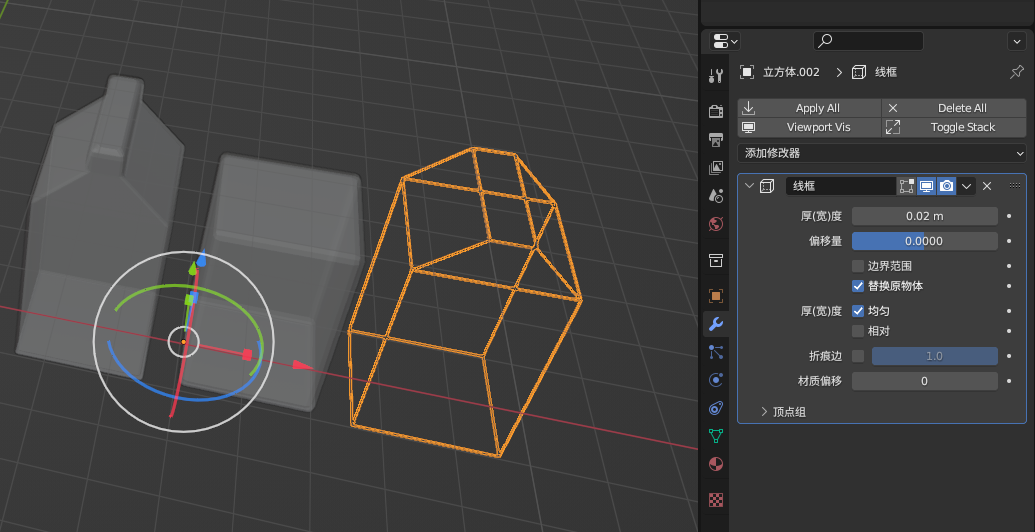 立方体.002 线框
Apply All Delete All
Viewport Vis Toggle Stack
添加修改器
线框
厚(宽)度 0.02 m
偏移量 0.0000
边界范围
替换原物体
厚(宽)度 均匀
相对
折痕边 1.0
材质偏移 0
顶点组